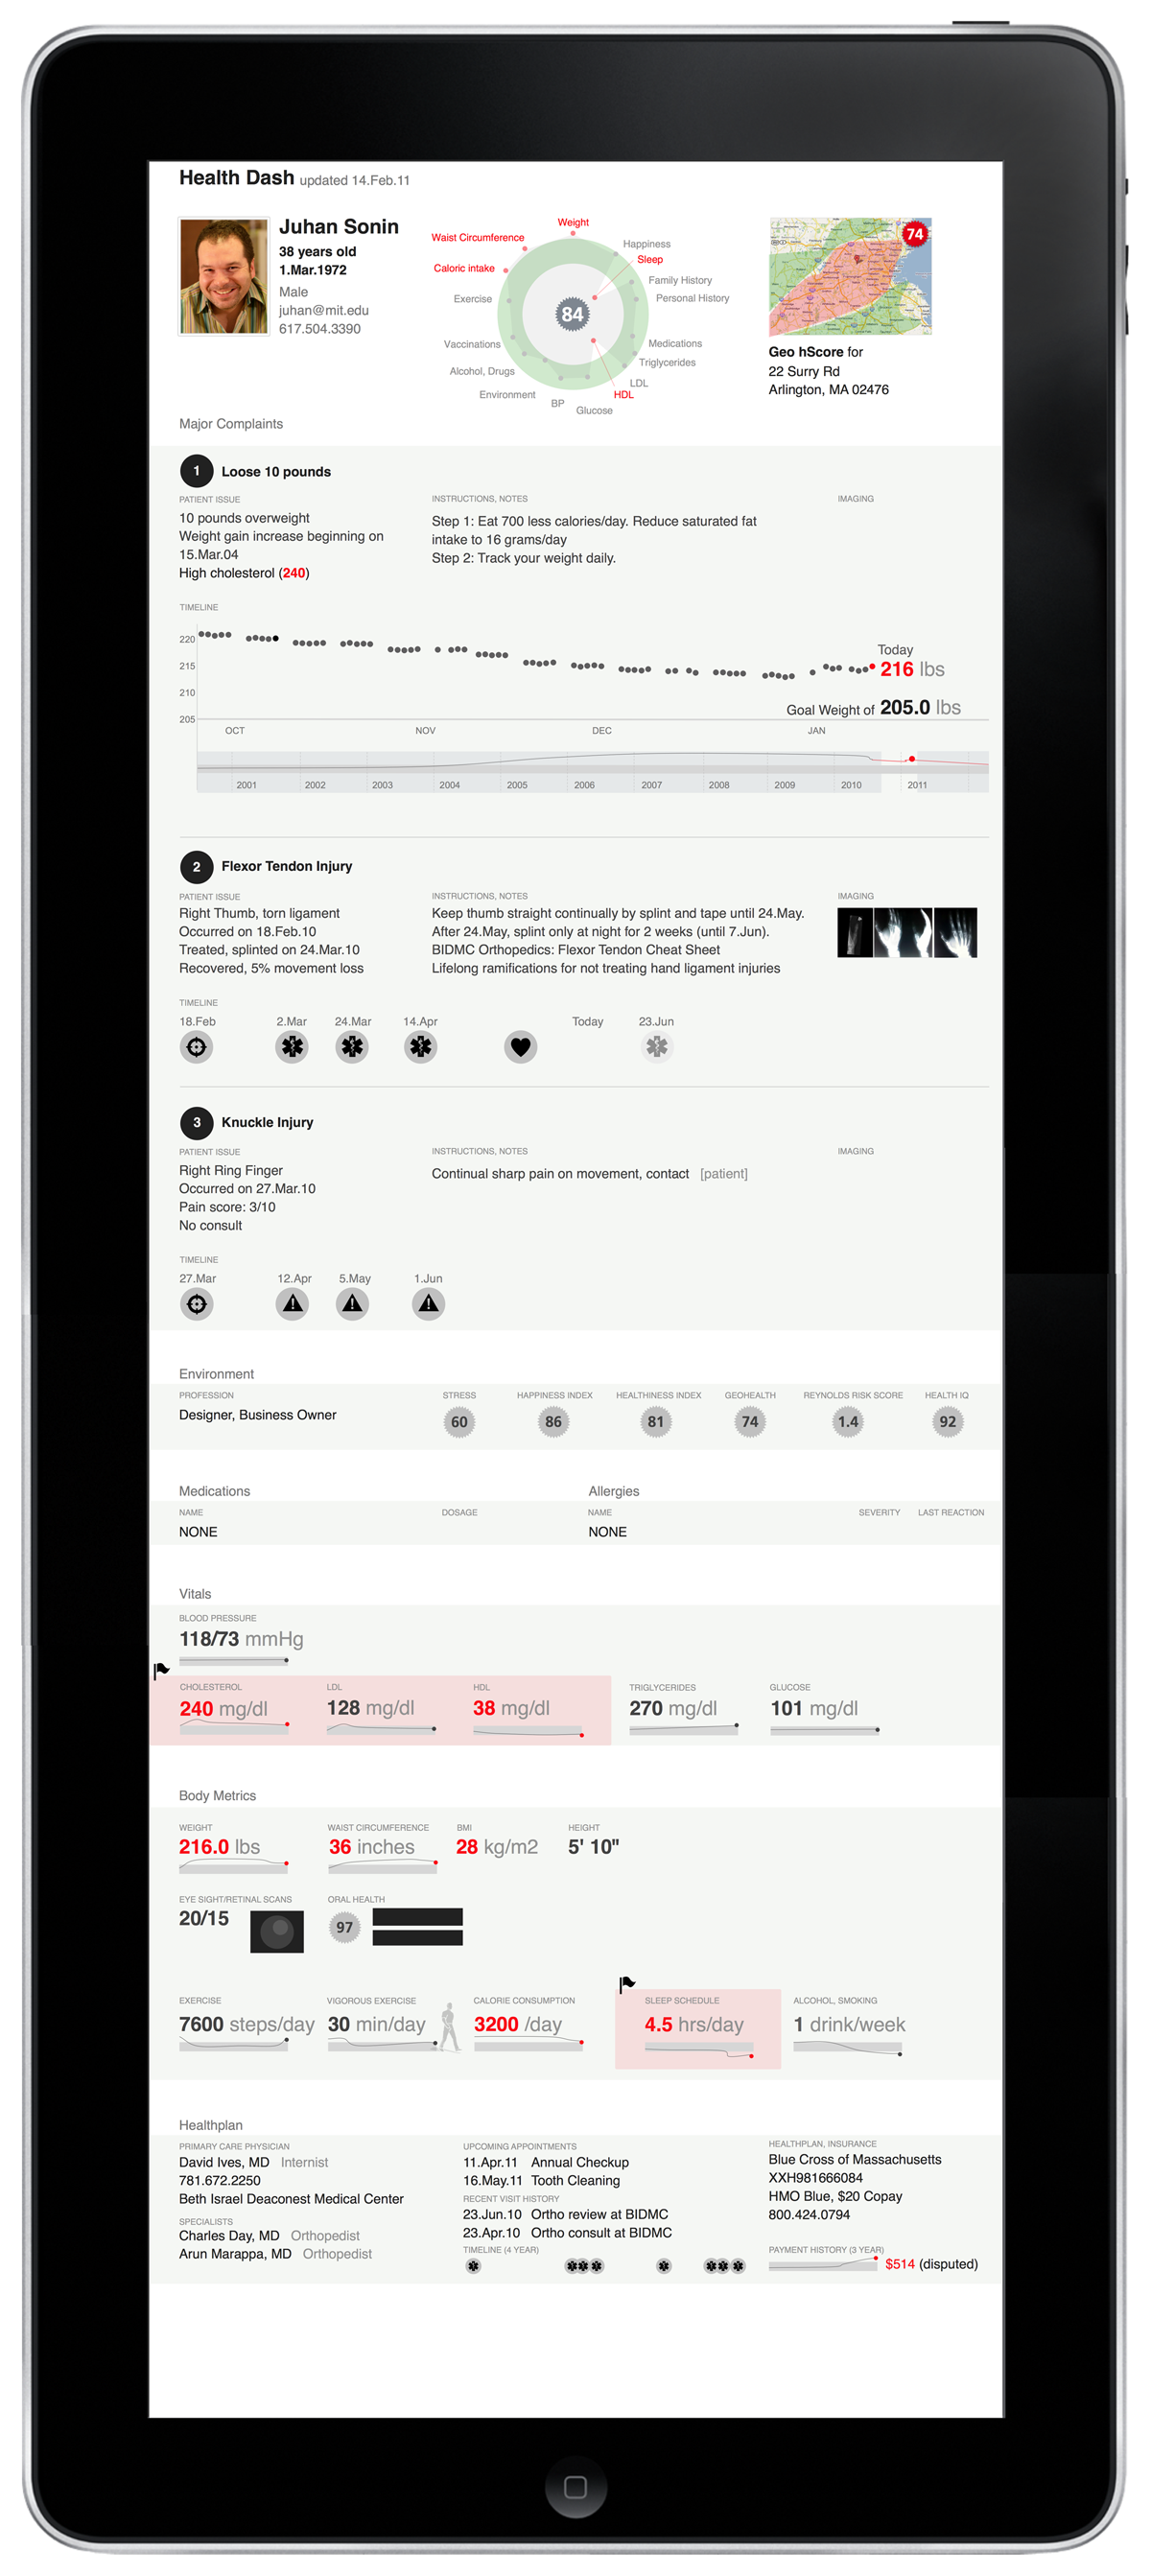 Health Dash updated 14.Feb.11
Juhan Sonin
38 years old
1.Mar.1972
Male
juhan@mit.edu
617.504.3390
Weight
Waist Circumference
Happiness
Sleep
Caloric intake
Family History
Exercise
Personal History
84
Vaccinations
Medications
Triglycerides
Alcohol, Drugs
LDL
Environment
HDL
BP
Glucose
74
Geo hScore for
22 Surry Rd
Arlington, MA 02476
Major Complaints
1 Loose 10 pounds
PATIENT ISSUE
10 pounds overweight
Weight gain increase beginning on
15.Mar.04
High cholesterol (240)
INSTRUCTIONS, NOTES
Step 1: Eat 700 less calories/day. Reduce saturated fat
intake to 16 grams/day
Step 2: Track your weight daily.
IMAGING
TIMELINE
220
215
210
205
Today
216 lbs
Goal Weight of 205.0 lbs
OCT NOV DEC JAN
2001 2002 2003 2004 2005 2006 2007 2008 2009 2010 2011
2 Flexor Tendon Injury
PATIENT ISSUE
Right Thumb, torn ligament
Occurred on 18.Feb.10
Treated, splinted on 24.Mar.10
Recovered, 5% movement loss
INSTRUCTIONS, NOTES
Keep thumb straight continually by splint and tape until 24.May.
After 24.May, splint only at night for 2 weeks (until 7.Jun).
BIDMC Orthopedics: Flexor Tendon Cheat Sheet
Lifelong ramifications for not treating hand ligament injuries
IMAGING
TIMELINE
18.Feb 2.Mar 24.Mar 14.Apr Today 23.Jun
3 Knuckle Injury
PATIENT ISSUE
Right Ring Finger
Occurred on 27.Mar.10
Pain score: 3/10
No consult
INSTRUCTIONS, NOTES
Continual sharp pain on movement, contact [patient]
IMAGING
TIMELINE
27.Mar 12.Apr 5.May 1.Jun
Environment
PROFESSION STRESS HAPPINESS INDEX HEALTHINESS INDEX GEOHEALTH REYNOLDS RISK SCORE HEALTH IQ
Designer, Business Owner 60 86 81 74 1.4 92
Medications
NAME DOSAGE
NONE
Allergies
NAME SEVERITY LAST REACTION
NONE
Vitals
BLOOD PRESSURE
118/73 mmHg
CHOLESTEROL LDL HDL TRIGLYCERIDES GLUCOSE
240 mg/dl 128 mg/dl 38 mg/dl 270 mg/dl 101 mg/dl
Body Metrics
WEIGHT WAIST CIRCUMFERENCE BMI HEIGHT
216.0 lbs 36 inches 28 kg/m2 5' 10"
EYE SIGHT/RETINAL SCANS ORAL HEALTH
20/15 97
EXERCISE VIGOROUS EXERCISE CALORIE CONSUMPTION SLEEP SCHEDULE ALCOHOL, SMOKING
7600 steps/day 30 min/day 3200 /day 4.5 hrs/day 1 drink/week
Healthplan
PRIMARY CARE PHYSICIAN
David Ives, MD Internist
781.672.2250
Beth Israel Deaconest Medical Center
SPECIALISTS
Charles Day, MD Orthopedist
Arun Marappa, MD Orthopedist
UPCOMING APPOINTMENTS
11.Apr.11 Annual Checkup
16.May.11 Tooth Cleaning
RECENT VISIT HISTORY
23.Jun.10 Ortho review at BIDMC
23.Apr.10 Ortho consult at BIDMC
TIMELINE (4 YEAR)
HEALTHPLAN, INSURANCE
Blue Cross of Massachusetts
XXH981666084
HMO Blue, $20 Copay
800.424.0794
PAYMENT HISTORY (3 YEAR)
$514 (disputed)